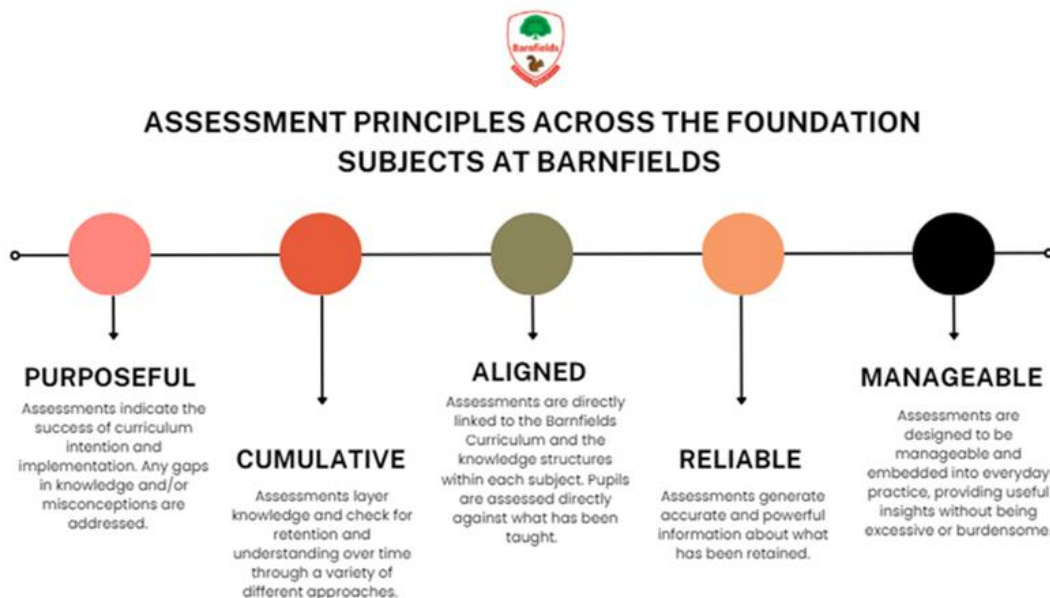 Barnfields
ASSESSMENT PRINCIPLES ACROSS THE FOUNDATION
SUBJECTS AT BARNFIELDS
PURPOSEFUL
Assessments indicate the
success of curriculum
intention and
implementation. Any gaps
in knowledge and/or
misconceptions are
addressed.
CUMULATIVE
Assessments layer
knowledge and check for
retention and
understanding over time
through a variety of
different approaches.
ALIGNED
Assessments are directly
linked to the Barnfields
Curriculum and the
knowledge structures
within each subject. Pupils
are assessed directly
against what has been
taught.
RELIABLE
Assessments generate
accurate and powerful
information about what
has been retained.
MANAGEABLE
Assessments are
designed to be
manageable and
embedded into everyday
practice, providing useful
insights without being
excessive or burdensome.